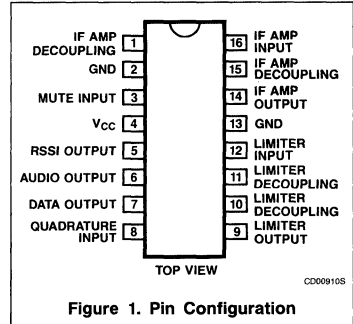 IF AMP
DECOUPLING 1
GND 2
MUTE INPUT 3
VCC 4
RSSI OUTPUT 5
AUDIO OUTPUT 6
DATA OUTPUT 7
QUADRATURE
INPUT 8
16 IF AMP
INPUT
15 IF AMP
DECOUPLING
14 IF AMP
OUTPUT
13 GND
12 LIMITER
INPUT
11 LIMITER
DECOUPLING
10 LIMITER
DECOUPLING
9 LIMITER
OUTPUT
TOP VIEW
CD00910S
Figure 1. Pin Configuration